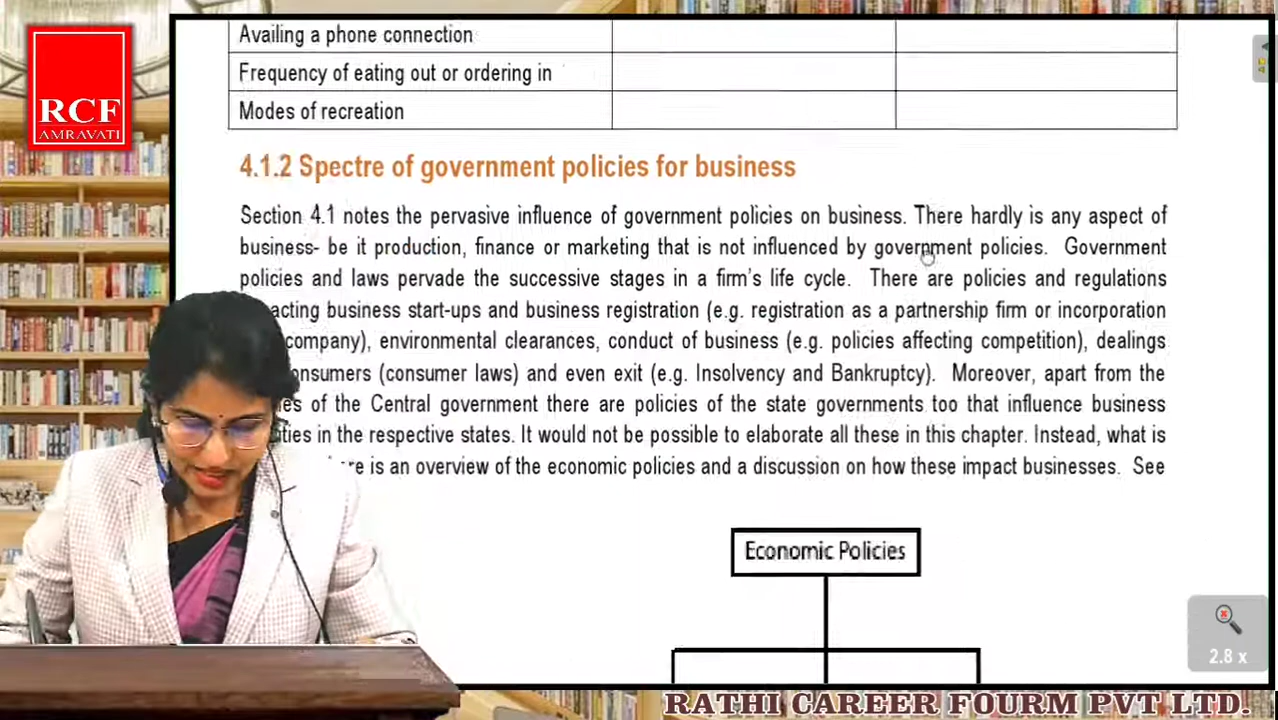 RCF
AMRAVATI
Availing a phone connection
Frequency of eating out or ordering in
Modes of recreation
4.1.2 Spectre of government policies for business
Section 4.1 notes the pervasive influence of government policies on business. There hardly is any aspect of
business- be it production, finance or marketing that is not influenced by government policies. Government
policies and laws pervade the successive stages in a firm's life cycle. There are policies and regulations
acting business start-ups and business registration (e.g. registration as a partnership firm or incorporation
company), environmental clearances, conduct of business (e.g. policies affecting competition), dealings
onsumers (consumer laws) and even exit (e.g. Insolvency and Bankruptcy). Moreover, apart from the
es of the Central government there are policies of the state governments too that influence business
ities in the respective states. It would not be possible to elaborate all these in this chapter. Instead, what is
re is an overview of the economic policies and a discussion on how these impact businesses. See
Economic Policies
2.8 x
RATHI CAREER FOURM PVT LTD.